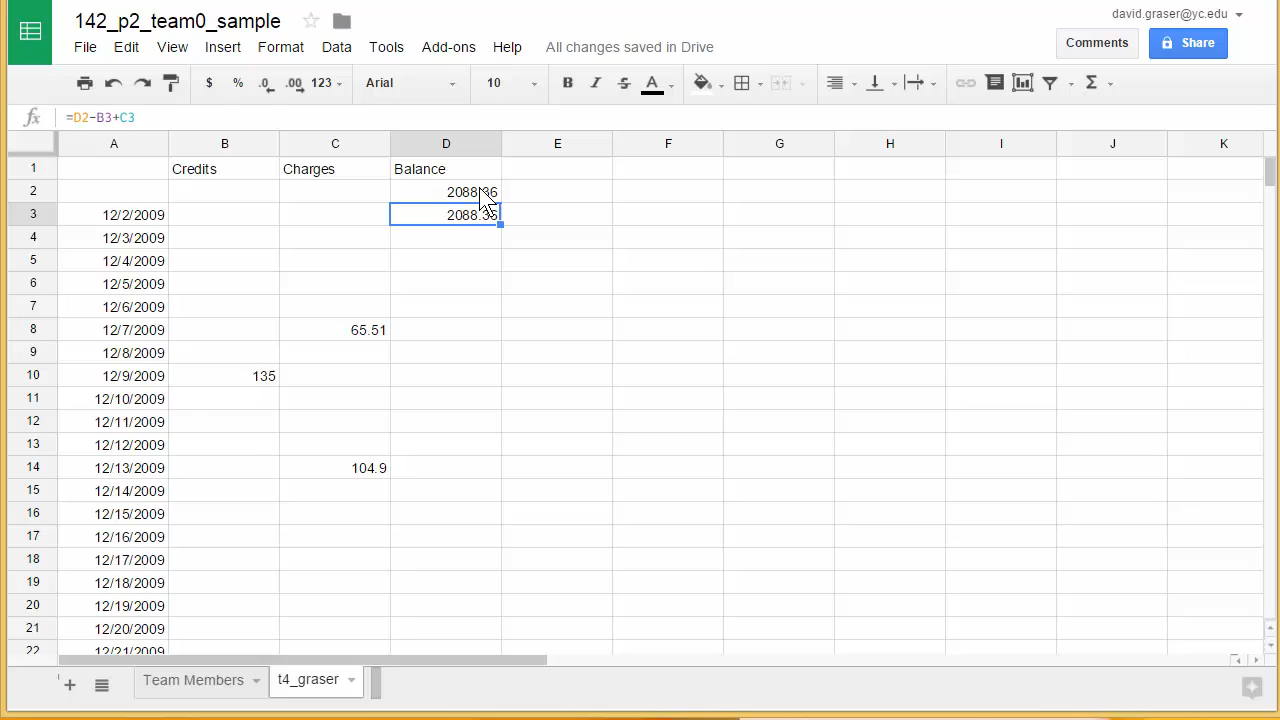 142_p2_team0_sample
david.graser@yc.edu
File Edit View Insert Format Data Tools Add-ons Help All changes saved in Drive
Comments
Share
$ % .0 .00 123 Arial 10 B I S A Σ
fx =D2-B3+C3
A B C D E F G H I J K
1 Credits Charges Balance
2
3 12/2/2009
4 12/3/2009
5 12/4/2009
6 12/5/2009
7 12/6/2009
8 12/7/2009 65.51
9 12/8/2009
10 12/9/2009 135
11 12/10/2009
12 12/11/2009
13 12/12/2009
14 12/13/2009 104.9
15 12/14/2009
16 12/15/2009
17 12/16/2009
18 12/17/2009
19 12/18/2009
20 12/19/2009
21 12/20/2009
22 12/21/2009
+ Team Members t4_graser